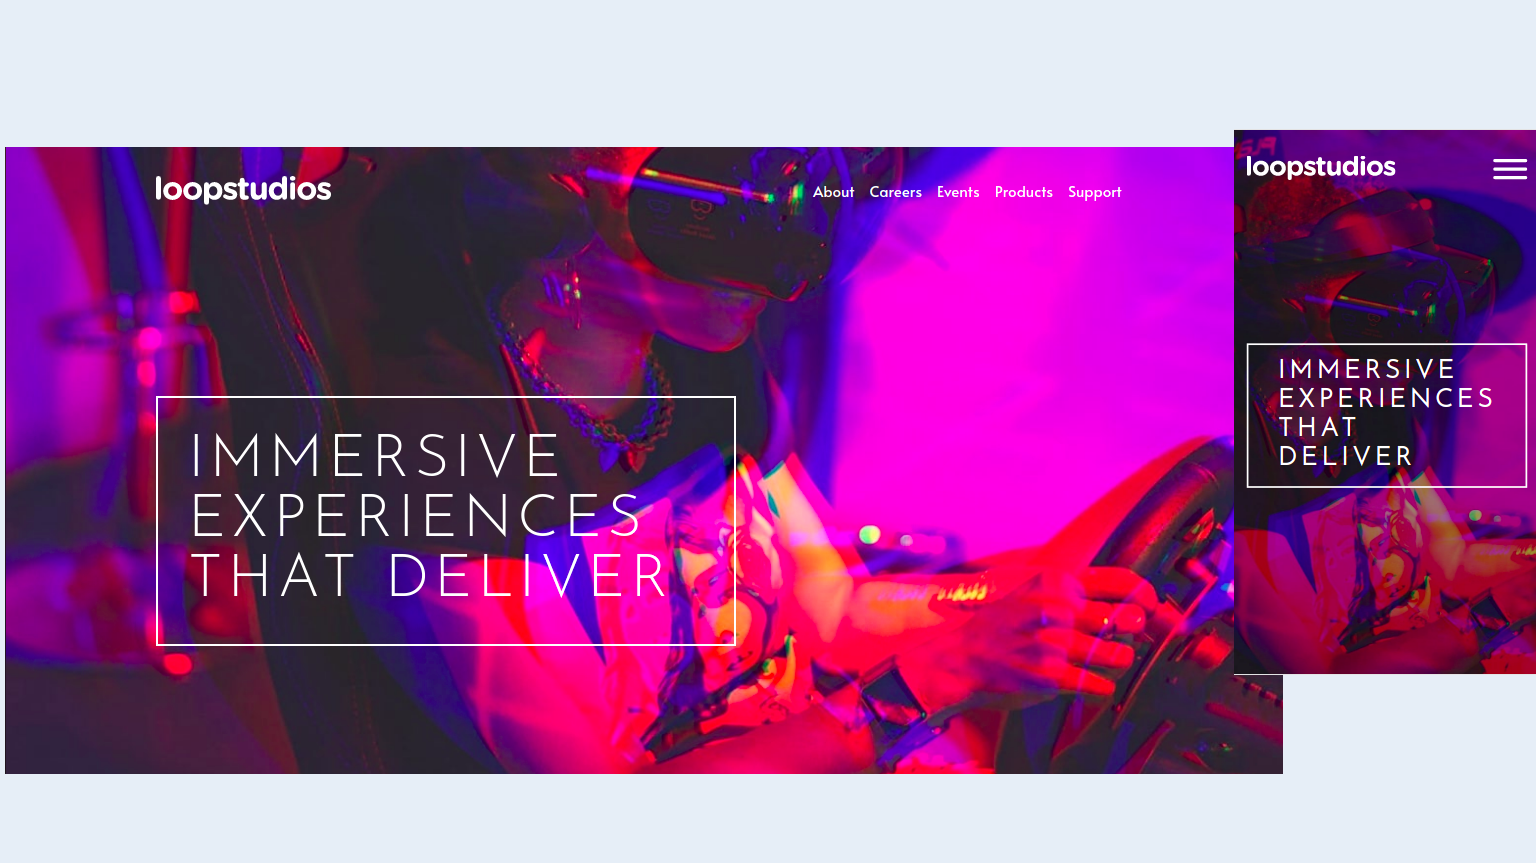 loopstudios
About Careers Events Products Support
IMMERSIVE
EXPERIENCES
THAT DELIVER
loopstudios
IMMERSIVE
EXPERIENCES
THAT
DELIVER